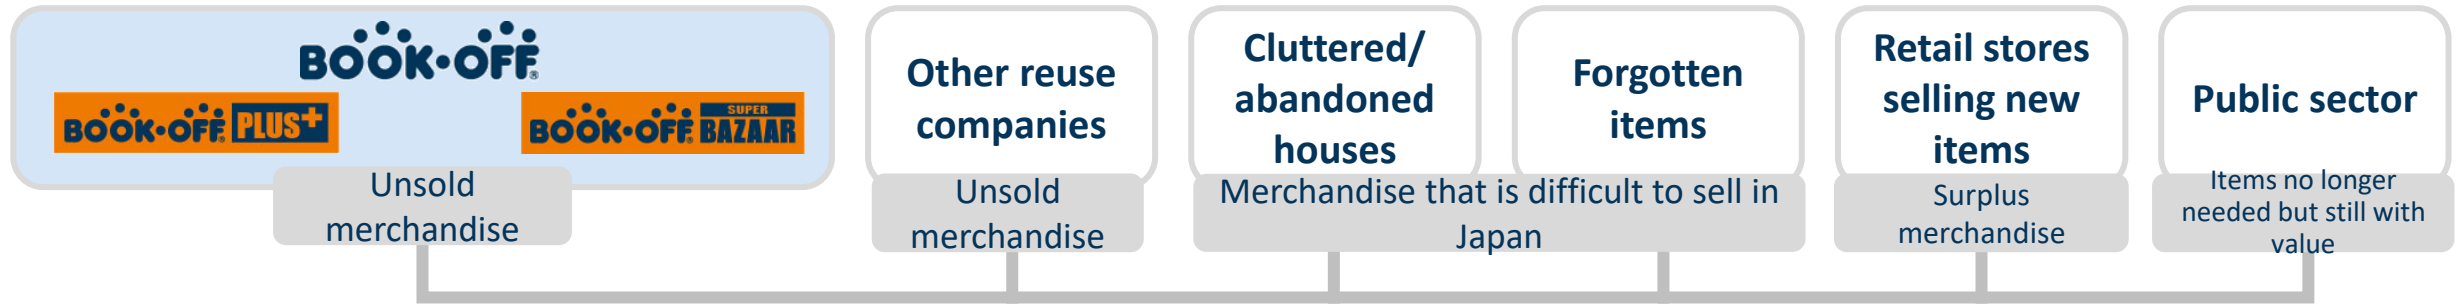 BOOK•OFF®
BOOK•OFF® PLUS+
BOOK•OFF® SUPER BAZAAR
Unsold
merchandise
Other reuse
companies
Unsold
merchandise
Cluttered/
abandoned
houses
Forgotten
items
Merchandise that is difficult to sell in
Japan
Retail stores
selling new
items
Surplus
merchandise
Public sector
Items no longer
needed but still with
value